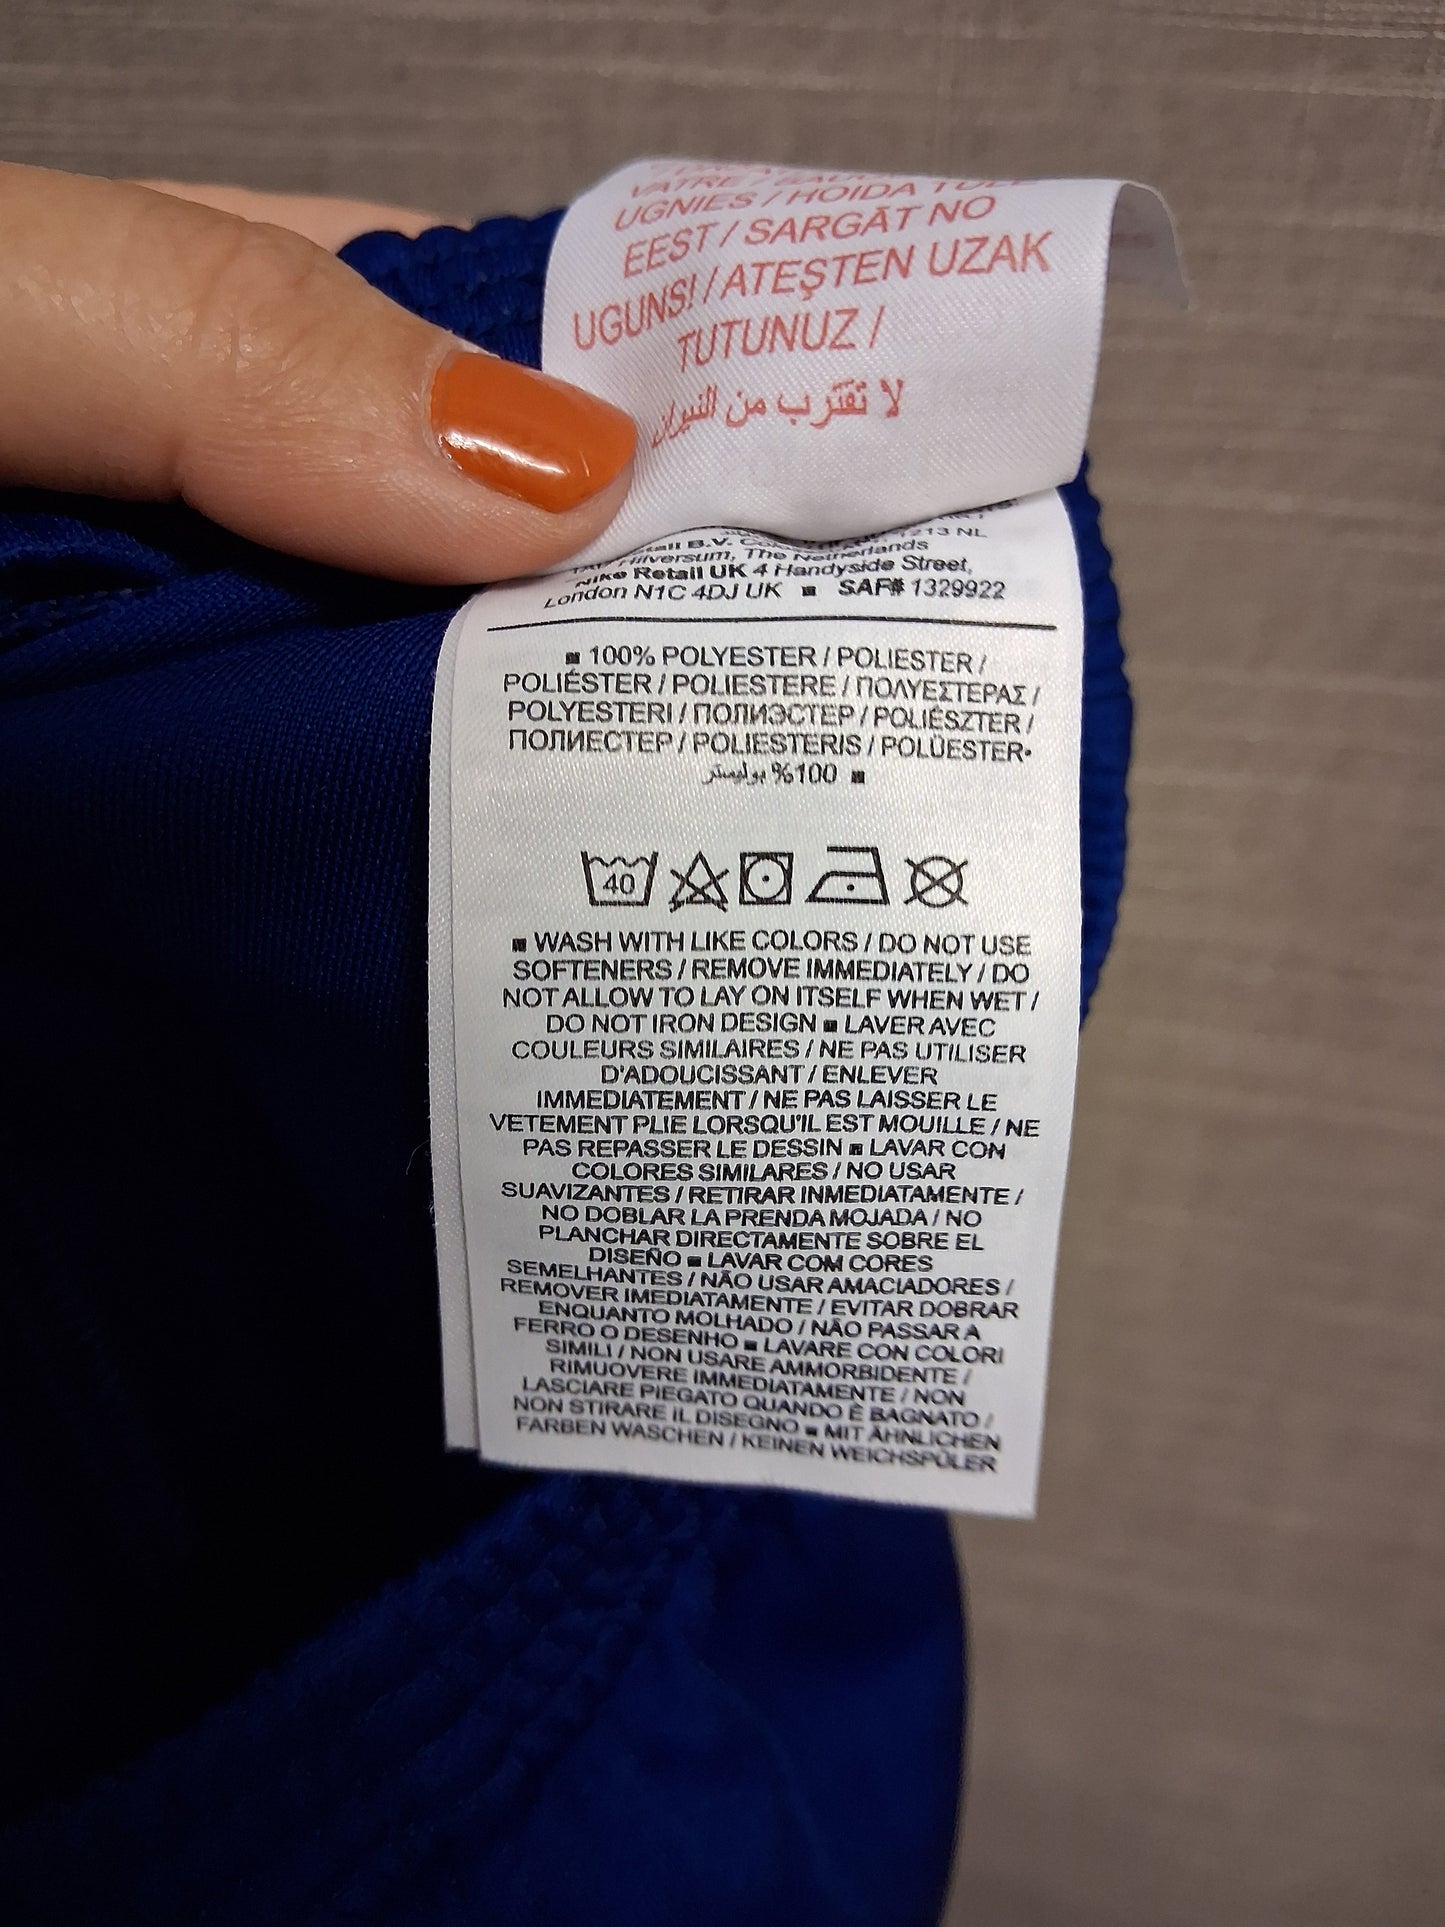 VATRE /
UGNIES / HOIDA TULE
EEST / SARGĀT NO
UGUNS! / ATEŞTEN UZAK
TUTUNUZ /
لا تقترب من النيران
1213 NL
B.V.
Hilversum, The Netherlands
Nike Retail UK 4 Handyside Street,
London N1C 4DJ UK ■ SAF# 1329922
■ 100% POLYESTER / POLIESTER /
POLIÉSTER / POLIESTERE / ΠΟΛΥΕΣΤΕΡΑΣ /
POLYESTERI / ПОЛИЭСТЕР / POLIÉSZTER /
ПОЛИЕСТЕР / POLIESTERIS / POLÜESTER•
100% بوليستر ■
40
■ WASH WITH LIKE COLORS / DO NOT USE
SOFTENERS / REMOVE IMMEDIATELY / DO
NOT ALLOW TO LAY ON ITSELF WHEN WET /
DO NOT IRON DESIGN ■ LAVER AVEC
COULEURS SIMILAIRES / NE PAS UTILISER
D'ADOUCISSANT / ENLEVER
IMMEDIATEMENT / NE PAS LAISSER LE
VETEMENT PLIE LORSQU'IL EST MOUILLE / NE
PAS REPASSER LE DESSIN ■ LAVAR CON
COLORES SIMILARES / NO USAR
SUAVIZANTES / RETIRAR INMEDIATAMENTE /
NO DOBLAR LA PRENDA MOJADA / NO
PLANCHAR DIRECTAMENTE SOBRE EL
DISEÑO ■ LAVAR COM CORES
SEMELHANTES / NÃO USAR AMACIADORES /
REMOVER IMEDIATAMENTE / EVITAR DOBRAR
ENQUANTO MOLHADO / NÃO PASSAR A
FERRO O DESENHO ■ LAVARE CON COLORI
SIMILI / NON USARE AMMORBIDENTE /
RIMUOVERE IMMEDIATAMENTE / NON
LASCIARE PIEGATO QUANDO È BAGNATO /
NON STIRARE IL DISEGNO ■ MIT ÄHNLICHEN
FARBEN WASCHEN / KEINEN WEICHSPÜLER